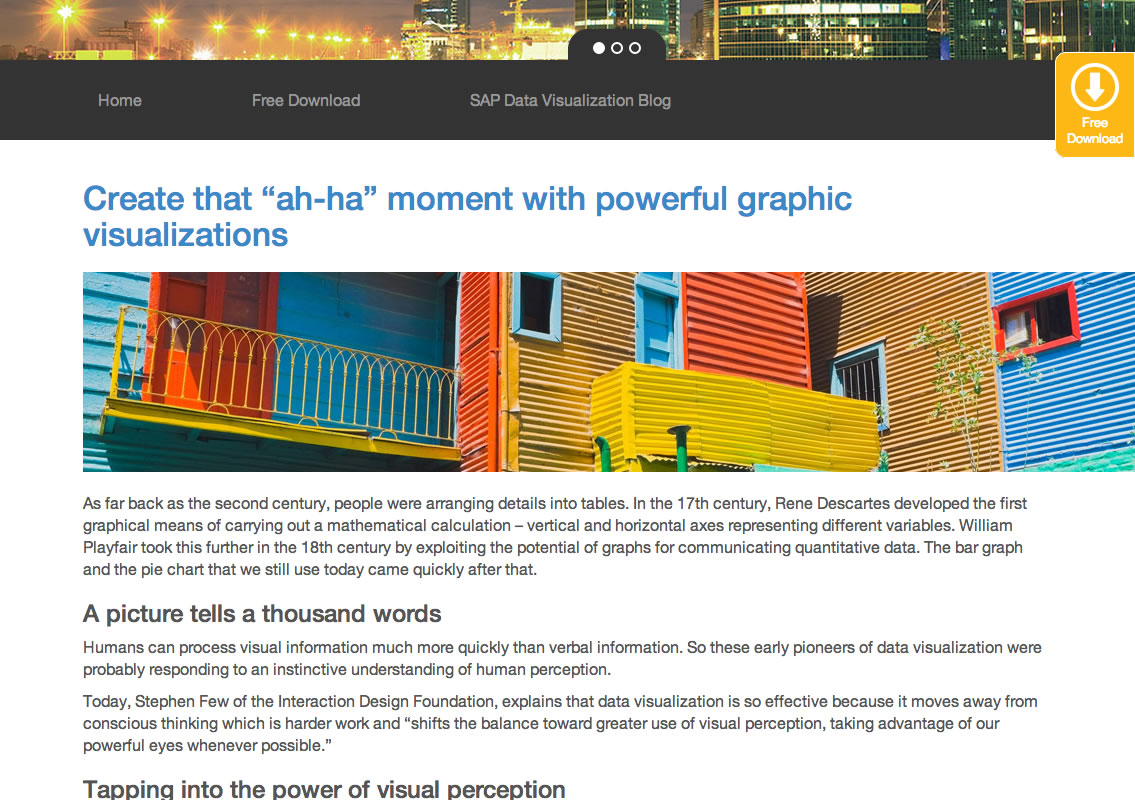 Home
Free Download
SAP Data Visualization Blog
Free
Download
Create that “ah-ha” moment with powerful graphic
visualizations
As far back as the second century, people were arranging details into tables. In the 17th century, Rene Descartes developed the first
graphical means of carrying out a mathematical calculation – vertical and horizontal axes representing different variables. William
Playfair took this further in the 18th century by exploiting the potential of graphs for communicating quantitative data. The bar graph
and the pie chart that we still use today came quickly after that.
A picture tells a thousand words
Humans can process visual information much more quickly than verbal information. So these early pioneers of data visualization were
probably responding to an instinctive understanding of human perception.
Today, Stephen Few of the Interaction Design Foundation, explains that data visualization is so effective because it moves away from
conscious thinking which is harder work and “shifts the balance toward greater use of visual perception, taking advantage of our
powerful eyes whenever possible.”
Tapping into the power of visual perception